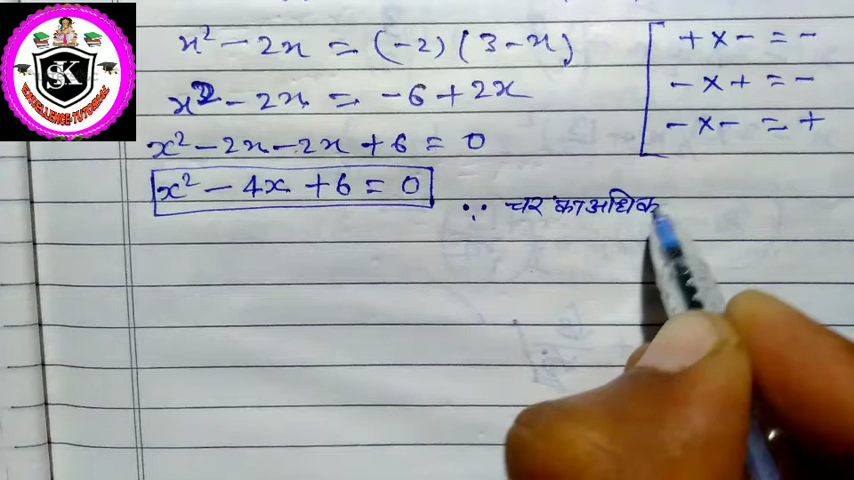 x² - 2x = (-2) (3-x)
x² - 2x = -6 + 2x
x² - 2x - 2x + 6 = 0
x² - 4x + 6 = 0
+ x - = -
- x + = -
- x - = +
∵ चर का अधिक
SK
EXCELLENCE TUTORIAL